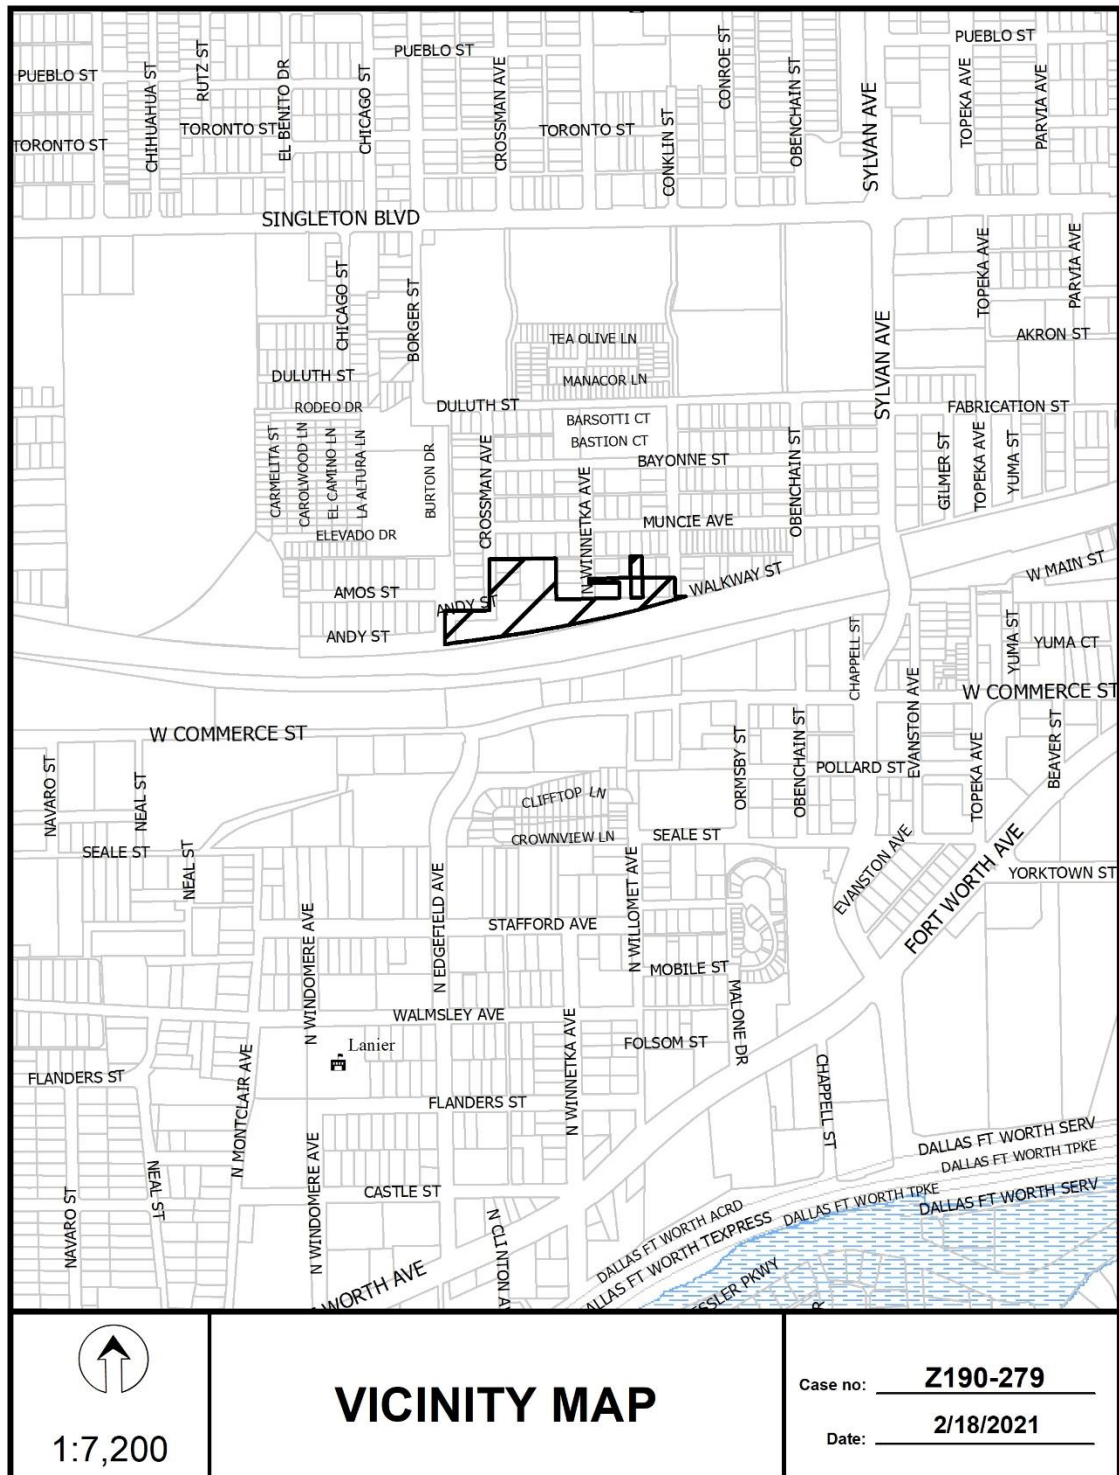 PUEBLO ST
PUEBLO ST
PUEBLO ST
CHIHUAHUA ST
RUTZ ST
EL BENITO DR
CHICAGO ST
CROSSMAN AVE
CONROE ST
OBENCHAIN ST
SYLVAN AVE
TOPEKA AVE
PARVIA AVE
TORONTO ST
TORONTO ST
TORONTO ST
CONKLIN ST
SINGLETON BLVD
CHICAGO ST
BORGER ST
TOPEKA AVE
PARVIA AVE
TEA OLIVE LN
AKRON ST
SYLVAN AVE
DULUTH ST
MANACOR LN
RODEO DR
DULUTH ST
BARSOTTI CT
FABRICATION ST
CARMELITA ST
CAROLWOOD LN
EL CAMINO LN
LA ALTURA LN
BURTON DR
CROSSMAN AVE
BASTION CT
BAYONNE ST
OBENCHAIN ST
GILMER ST
TOPEKA AVE
YUMA ST
N WINNETKA AVE
MUNCIE AVE
ELEVADO DR
AMOS ST
ANDY ST
WALKWAY ST
W MAIN ST
ANDY ST
CHAPPELL ST
YUMA ST
YUMA CT
W COMMERCE ST
W COMMERCE ST
EVANSTON AVE
NAVARO ST
NEAL ST
ORMSBY ST
OBENCHAIN ST
POLLARD ST
TOPEKA AVE
BEAVER ST
CLIFFTOP LN
CROWNVIEW LN
SEALE ST
SEALE ST
NEAL ST
EVANSTON AVE
FORT WORTH AVE
YORKTOWN ST
N WINDOMERE AVE
N EDGEFIELD AVE
STAFFORD AVE
N WILLOMET AVE
MOBILE ST
MALONE DR
WALMSLEY AVE
Lanier
N WINNETKA AVE
FOLSOM ST
CHAPPELL ST
FLANDERS ST
N MONTCLAIR AVE
FLANDERS ST
DALLAS FT WORTH SERV
DALLAS FT WORTH TPKE
NAVARO ST
NEAL ST
N WINDOMERE AVE
CASTLE ST
N CLINTON A
DALLAS FT WORTH ACRD
DALLAS FT WORTH TPKE
DALLAS FT WORTH SERV
ALLAS FT WORTH TEXPRESS
WORTH AVE
ESSLER PKWY
1:7,200
VICINITY MAP
Case no: Z190-279
Date: 2/18/2021